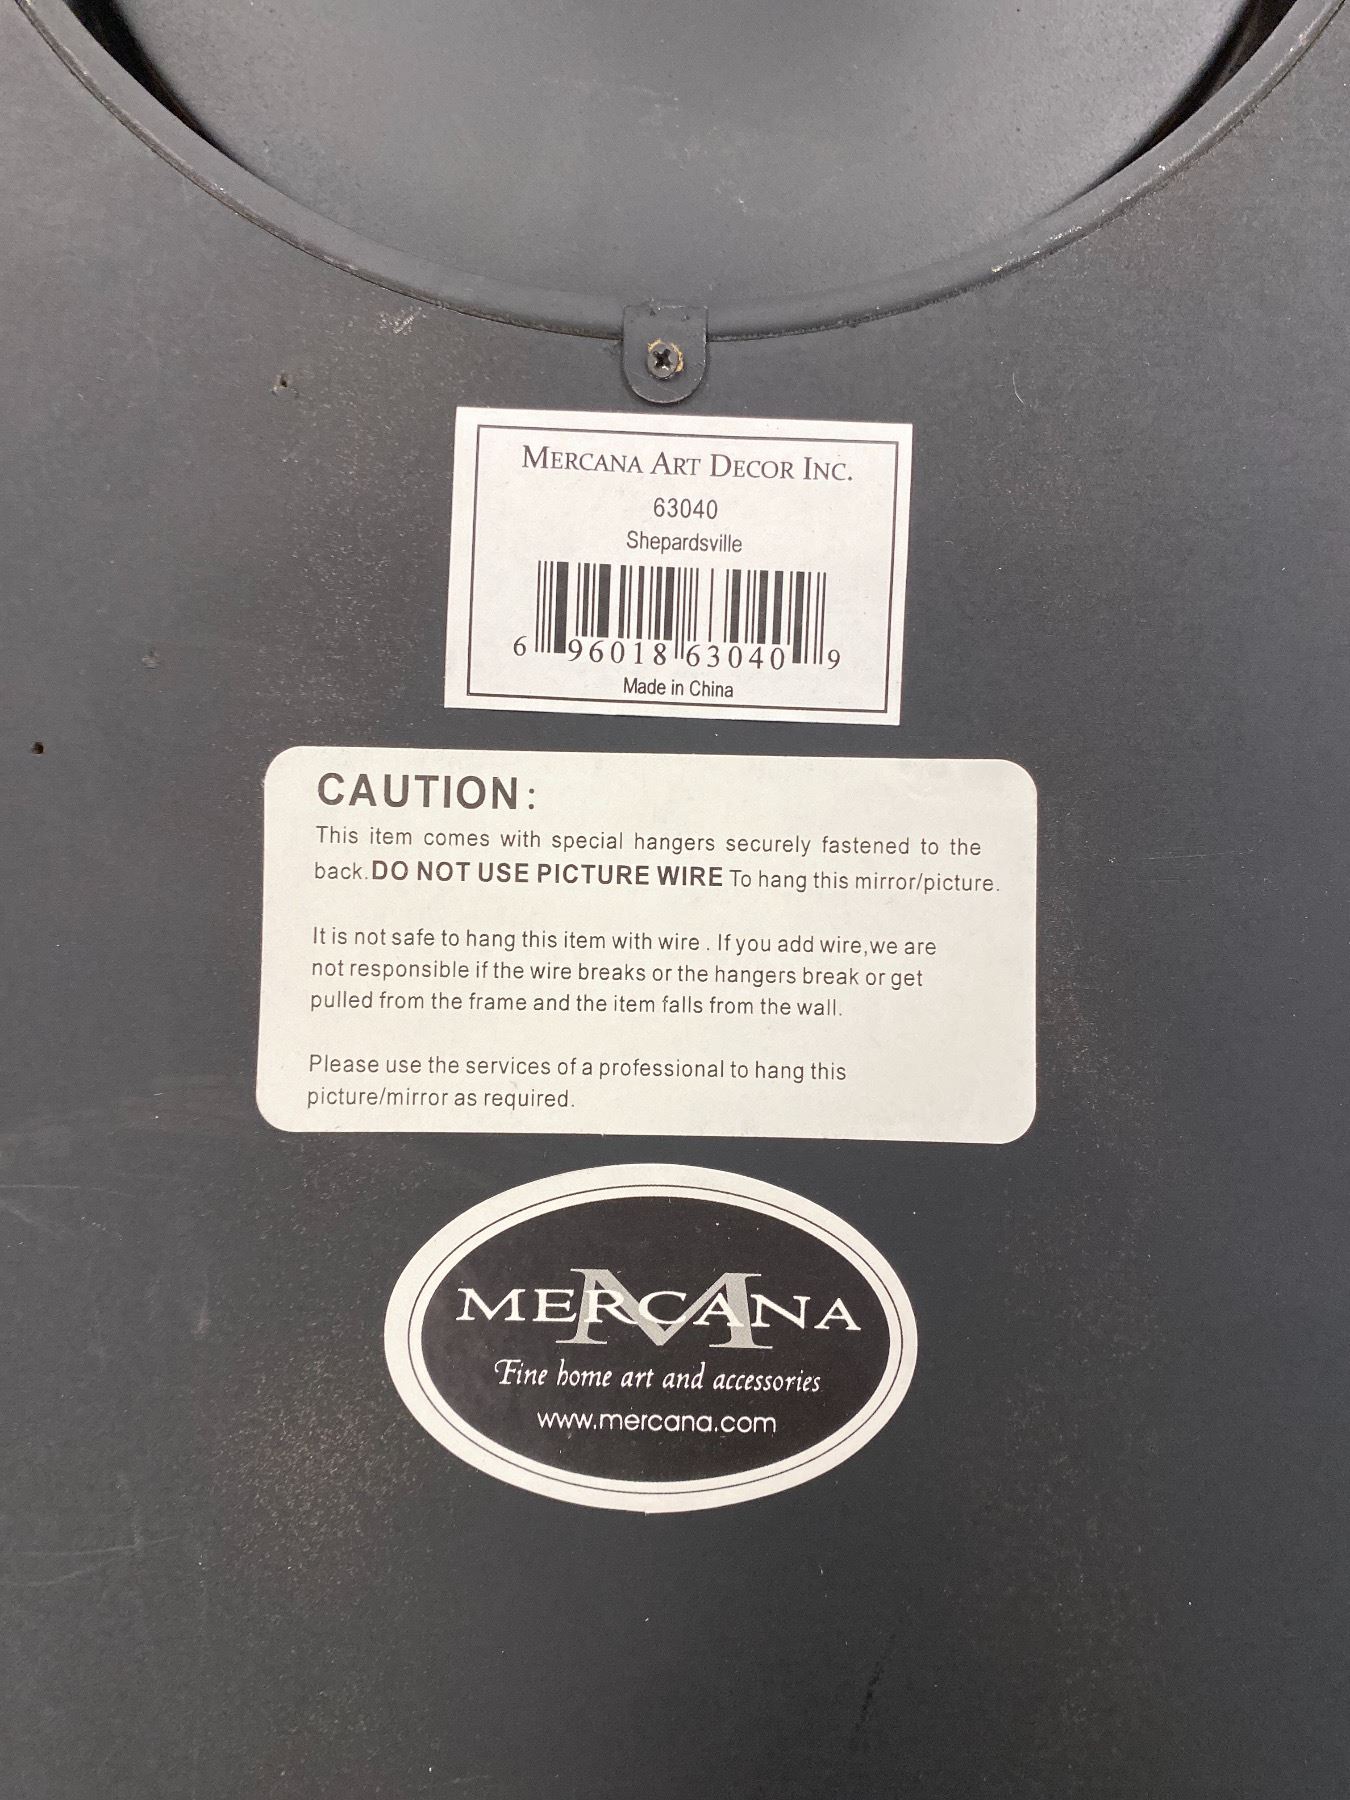 MERCANA ART DECOR INC.
63040
Shepardsville
6 96018 63040 9
Made in China
CAUTION:
This item comes with special hangers securely fastened to the
back.DO NOT USE PICTURE WIRE To hang this mirror/picture.
It is not safe to hang this item with wire . If you add wire,we are
not responsible if the wire breaks or the hangers break or get
pulled from the frame and the item falls from the wall.
Please use the services of a professional to hang this
picture/mirror as required.
M
MERCANA
Fine home art and accessories
www.mercana.com